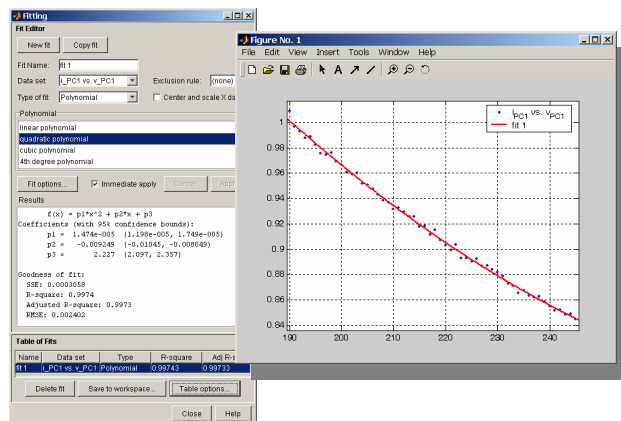 Fitting
Fit Editor
New fit Copy fit
Fit Name: fit 1
Data set: i_PC1 vs. v_PC1 Exclusion rule: (none)
Type of fit: Polynomial Center and scale X da
Polynomial
linear polynomial
quadratic polynomial
cubic polynomial
4th degree polynomial
Fit options... Immediate apply Cancel Appl
Results
f(x) = p1*x^2 + p2*x + p3
Coefficients (with 95% confidence bounds):
p1 = 1.474e-005 (1.198e-005, 1.749e-005)
p2 = -0.009249 (-0.01045, -0.008049)
p3 = 2.227 (2.097, 2.357)
Goodness of fit:
SSE: 0.0003058
R-square: 0.9974
Adjusted R-square: 0.9973
RMSE: 0.002402
Table of Fits
Name Data set Type R-square Adj R-s
fit 1 i_PC1 vs. v_PC1 Polynomial 0.99743 0.99733
Delete fit Save to workspace... Table options...
Close Help
Figure No. 1
File Edit View Insert Tools Window Help
A
i_PC1 vs. v_PC1
fit 1
1
0.98
0.96
0.94
0.92
0.9
0.88
0.86
0.84
190 200 210 220 230 240